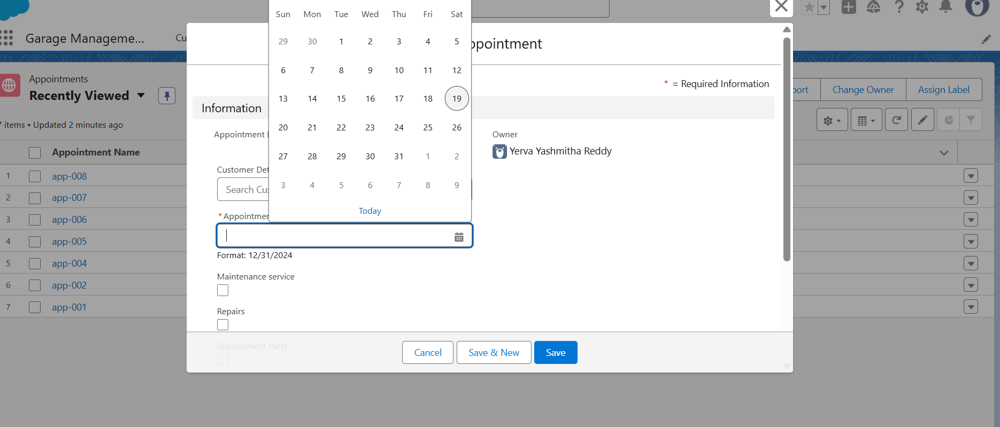 Sun Mon Tue Wed Thu Fri Sat
29 30 1 2 3 4 5
6 7 8 9 10 11 12
13 14 15 16 17 18 19
20 21 22 23 24 25 26
27 28 29 30 31 1 2
3 4 5 6 7 8 9
Today
Garage Manageme...
Cu
ppointment
* = Required Information
Information
Appointment
Owner
Yerva Yashmitha Reddy
Customer Det
Search Cus
*Appointmen
Format: 12/31/2024
Maintenance service
Repairs
Replacement Parts
Cancel
Save & New
Save
Appointments
Recently Viewed
7 items • Updated 2 minutes ago
port
Change Owner
Assign Label
Appointment Name
1 app-008
2 app-007
3 app-006
4 app-005
5 app-004
6 app-002
7 app-001